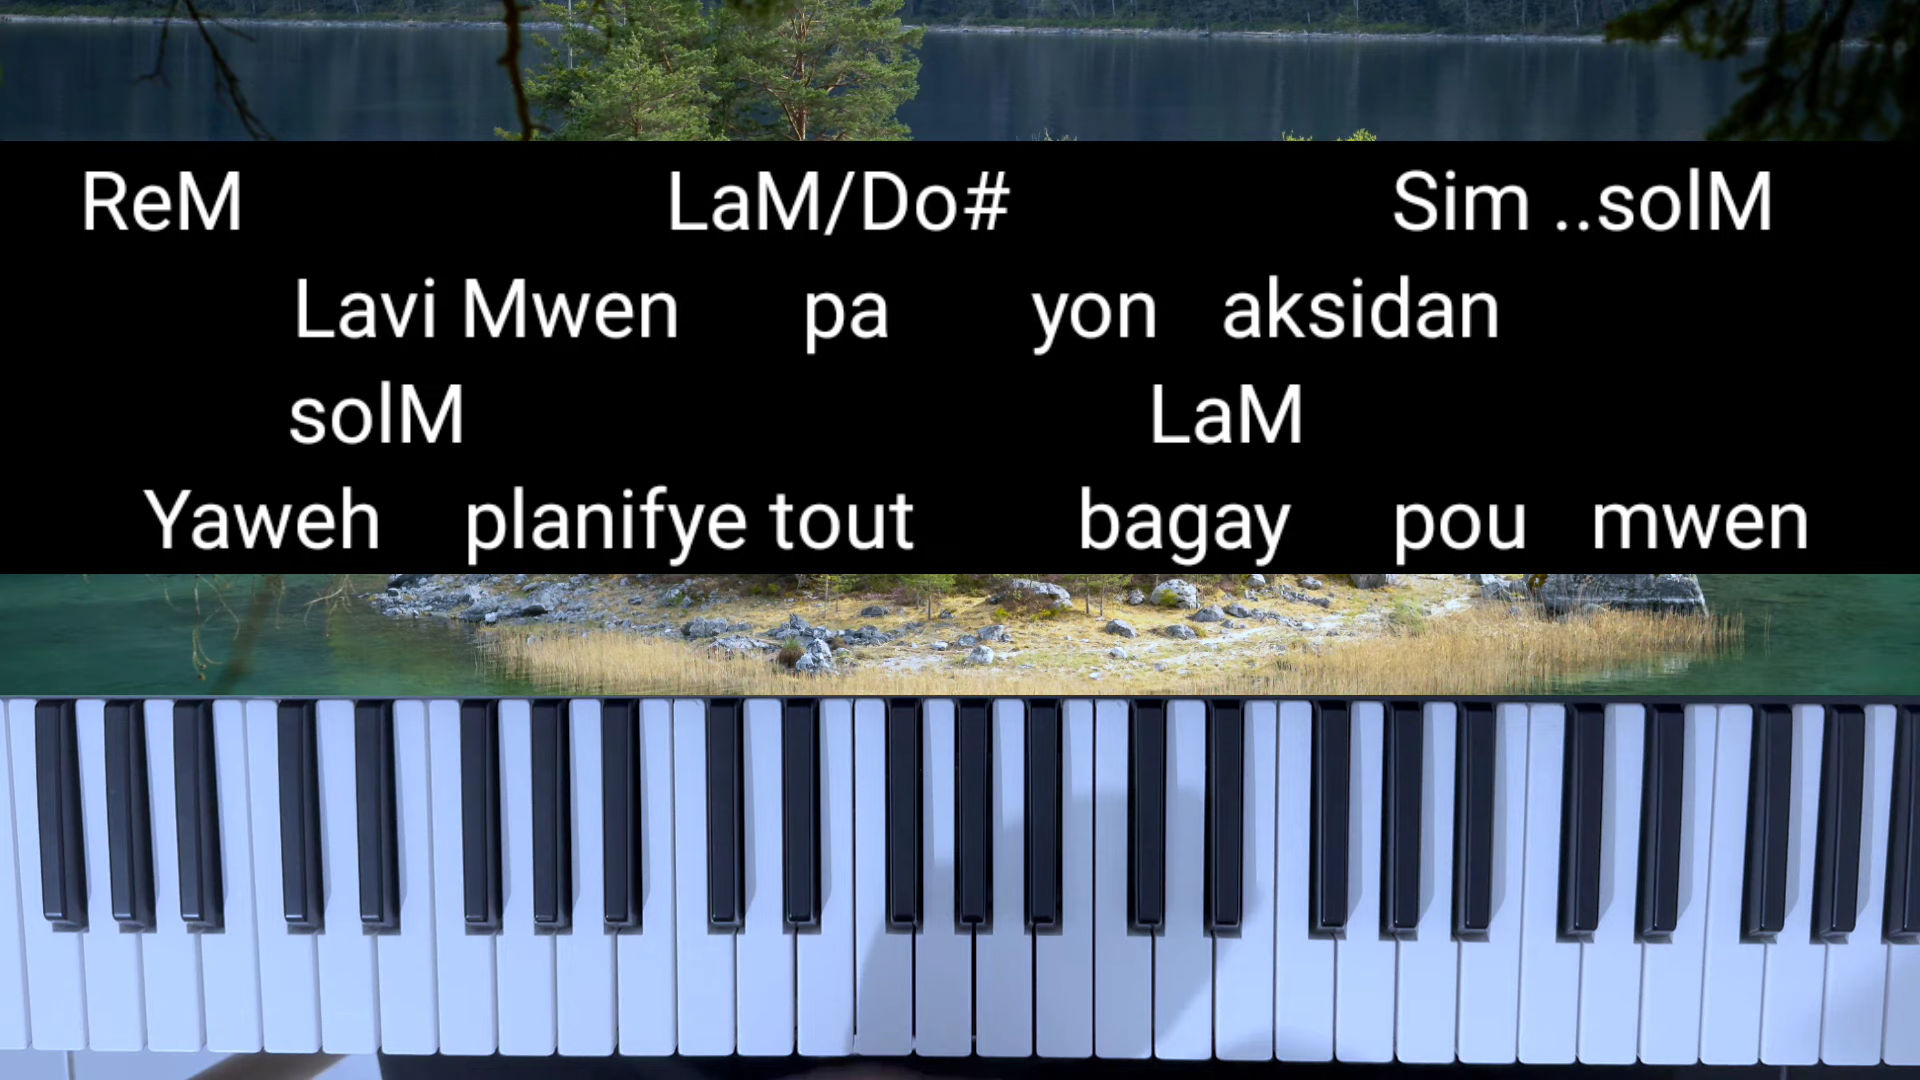 ReM LaM/Do# Sim ..solM
Lavi Mwen pa yon aksidan
solM LaM
Yaweh planifye tout bagay pou mwen